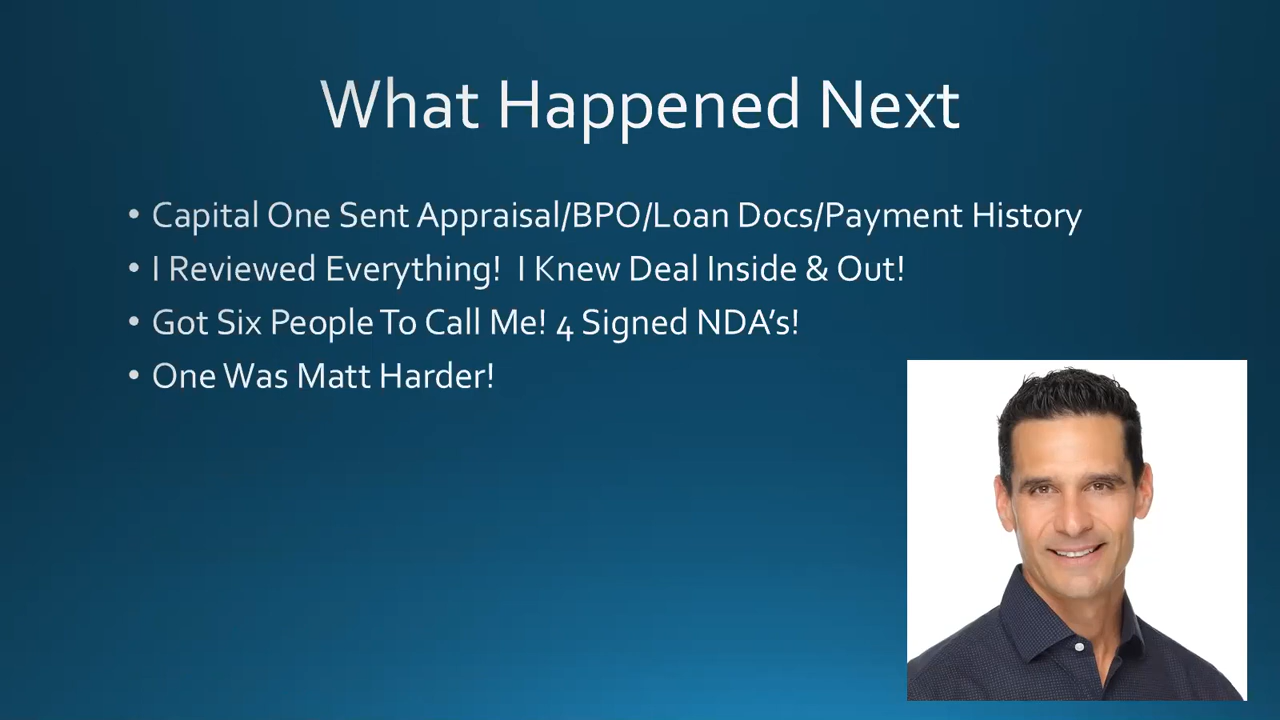 What Happened Next
• Capital One Sent Appraisal/BPO/Loan Docs/Payment History
• I Reviewed Everything!  I Knew Deal Inside & Out!
• Got Six People To Call Me! 4 Signed NDA’s!
• One Was Matt Harder!